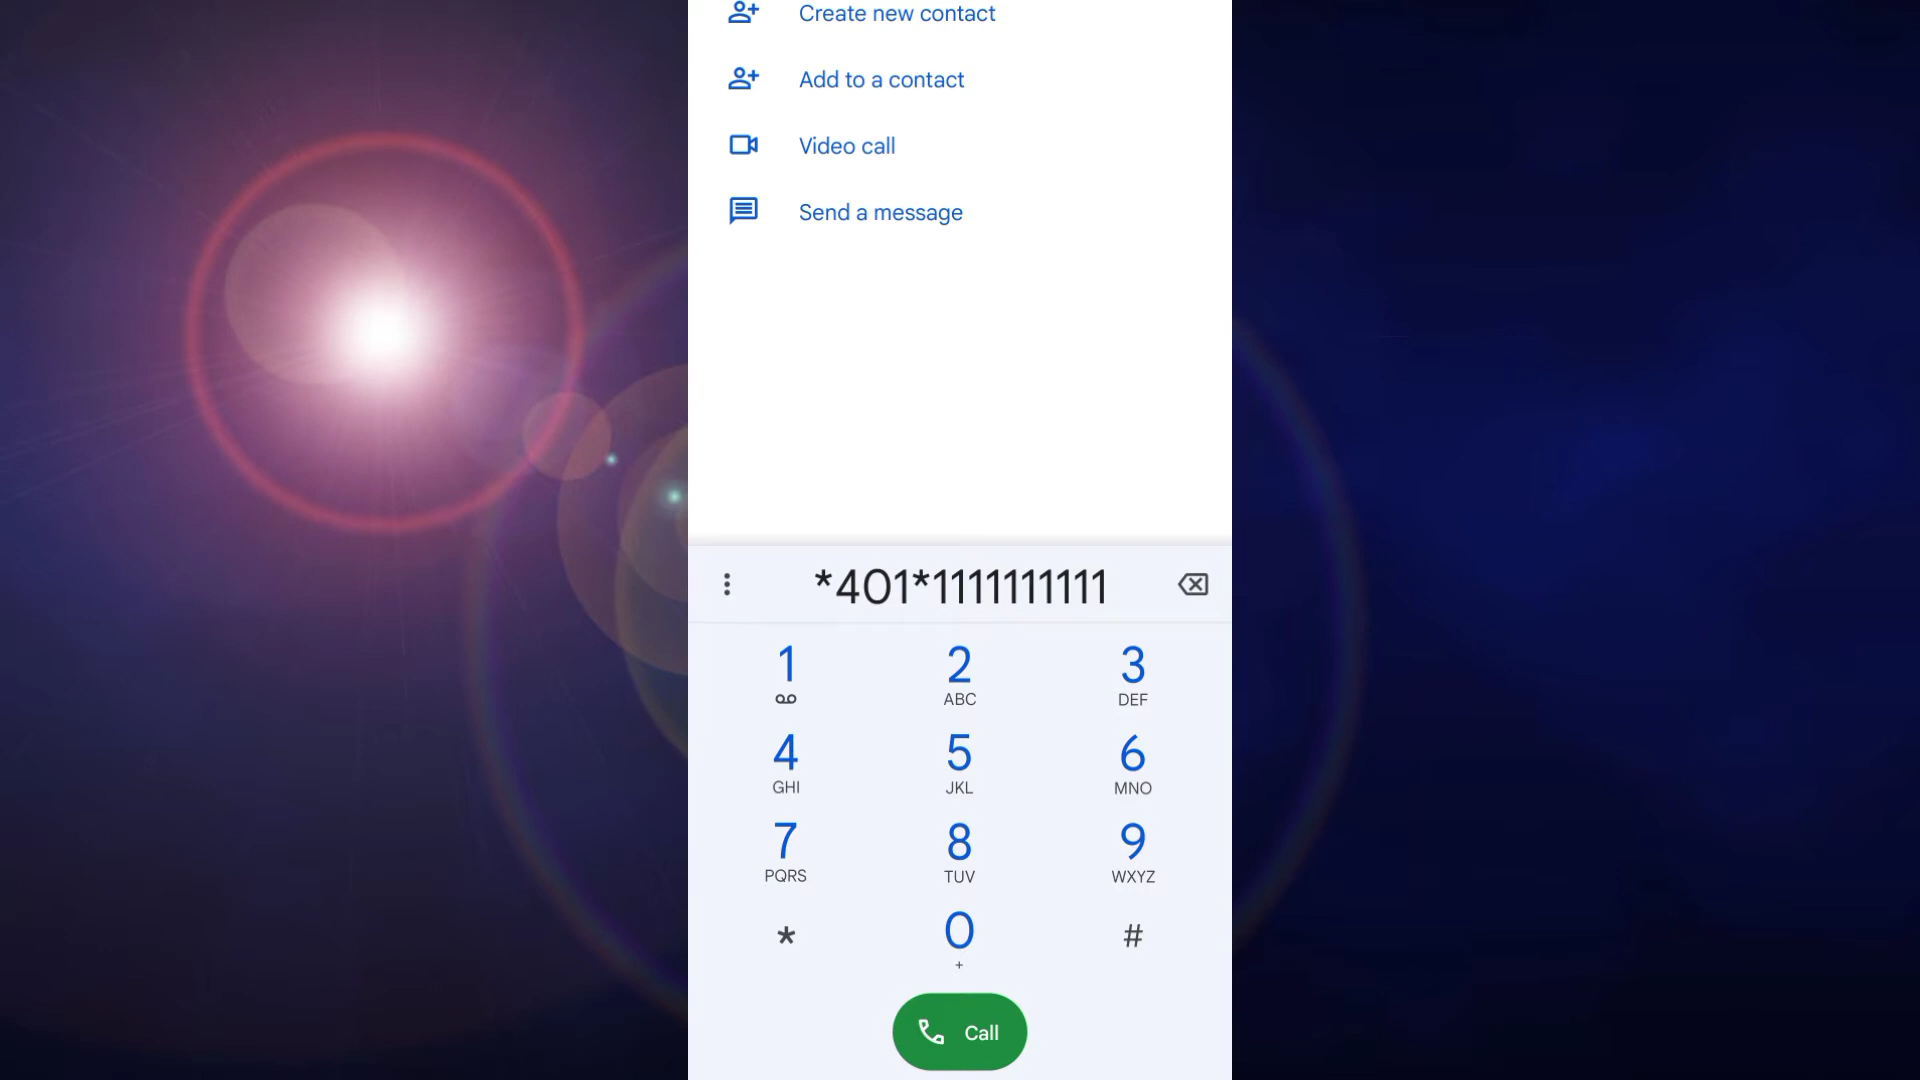 Create new contact
Add to a contact
Video call
Send a message
*401*1111111111
1 2 3
ABC DEF
4 5 6
GHI JKL MNO
7 8 9
PQRS TUV WXYZ
* 0 #
+
Call